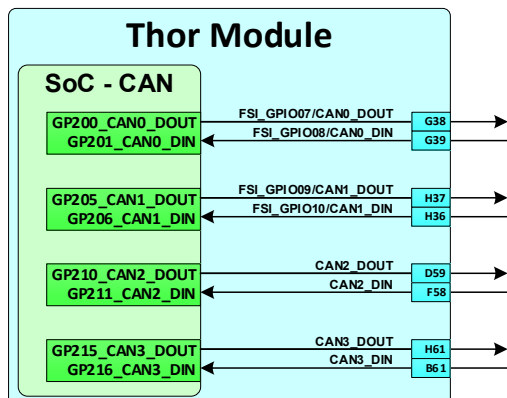 Thor Module
SoC - CAN
GP200_CAN0_DOUT FSI_GPIO07/CAN0_DOUT G38
GP201_CAN0_DIN FSI_GPIO08/CAN0_DIN G39
GP205_CAN1_DOUT FSI_GPIO09/CAN1_DOUT H37
GP206_CAN1_DIN FSI_GPIO10/CAN1_DIN H36
GP210_CAN2_DOUT CAN2_DOUT D59
GP211_CAN2_DIN CAN2_DIN F58
GP215_CAN3_DOUT CAN3_DOUT H61
GP216_CAN3_DIN CAN3_DIN B61